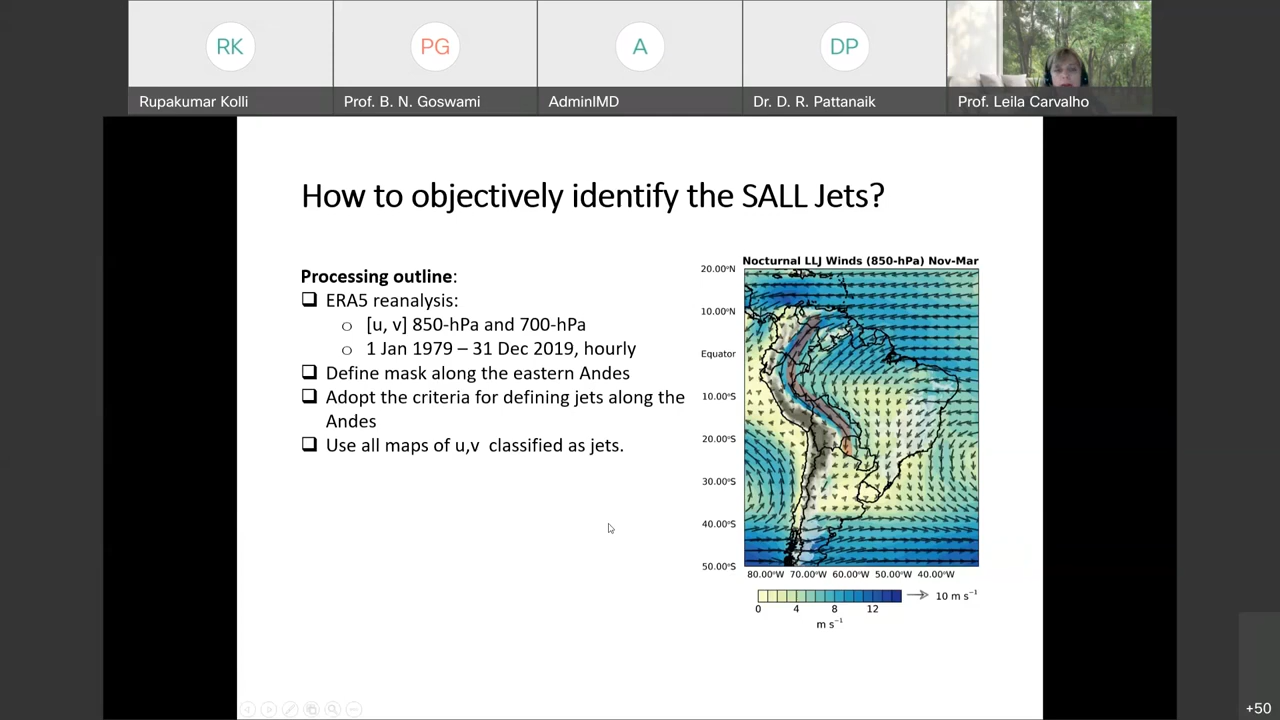 RK
PG
A
DP
Rupakumar Kolli
Prof. B. N. Goswami
AdminIMD
Dr. D. R. Pattanaik
Prof. Leila Carvalho
How to objectively identify the SALL Jets?
Processing outline:
ERA5 reanalysis:
[u, v] 850-hPa and 700-hPa
1 Jan 1979 – 31 Dec 2019, hourly
Define mask along the eastern Andes
Adopt the criteria for defining jets along the
Andes
Use all maps of u,v classified as jets.
Nocturnal LLJ Winds (850-hPa) Nov-Mar
20.00°N
10.00°N
Equator
10.00°S
20.00°S
30.00°S
40.00°S
50.00°S
80.00°W 70.00°W 60.00°W 50.00°W 40.00°W
10 m s⁻¹
0 4 8 12
m s⁻¹
+50